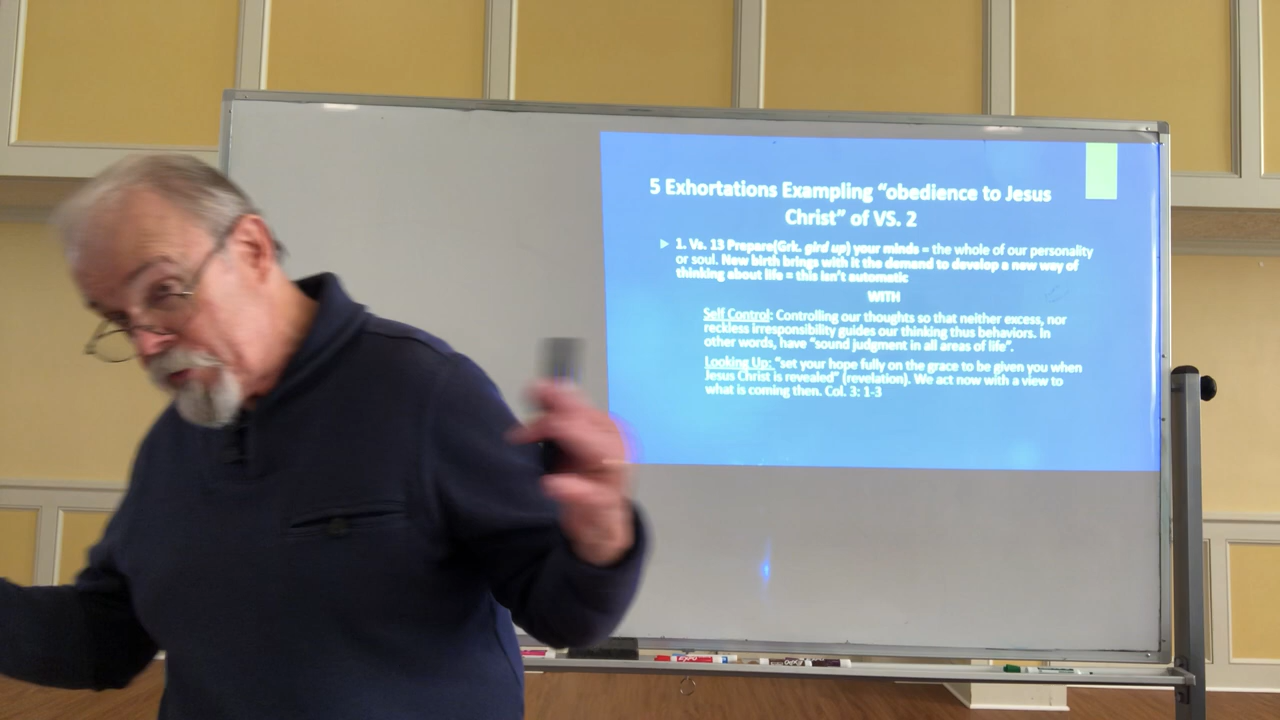 5 Exhortations Exampling “obedience to Jesus
Christ” of VS. 2
1. Vs. 13 Prepare(Grk. gird up) your minds = the whole of our personality
or soul. New birth brings with it the demand to develop a new way of
thinking about life = this isn’t automatic
WITH
Self Control: Controlling our thoughts so that neither excess, nor
reckless irresponsibility guides our thinking thus behaviors. In
other words, have “sound judgment in all areas of life”.
Looking Up: “set your hope fully on the grace to be given you when
Jesus Christ is revealed” (revelation). We act now with a view to
what is coming then. Col. 3: 1-3
EXPO
EXPO